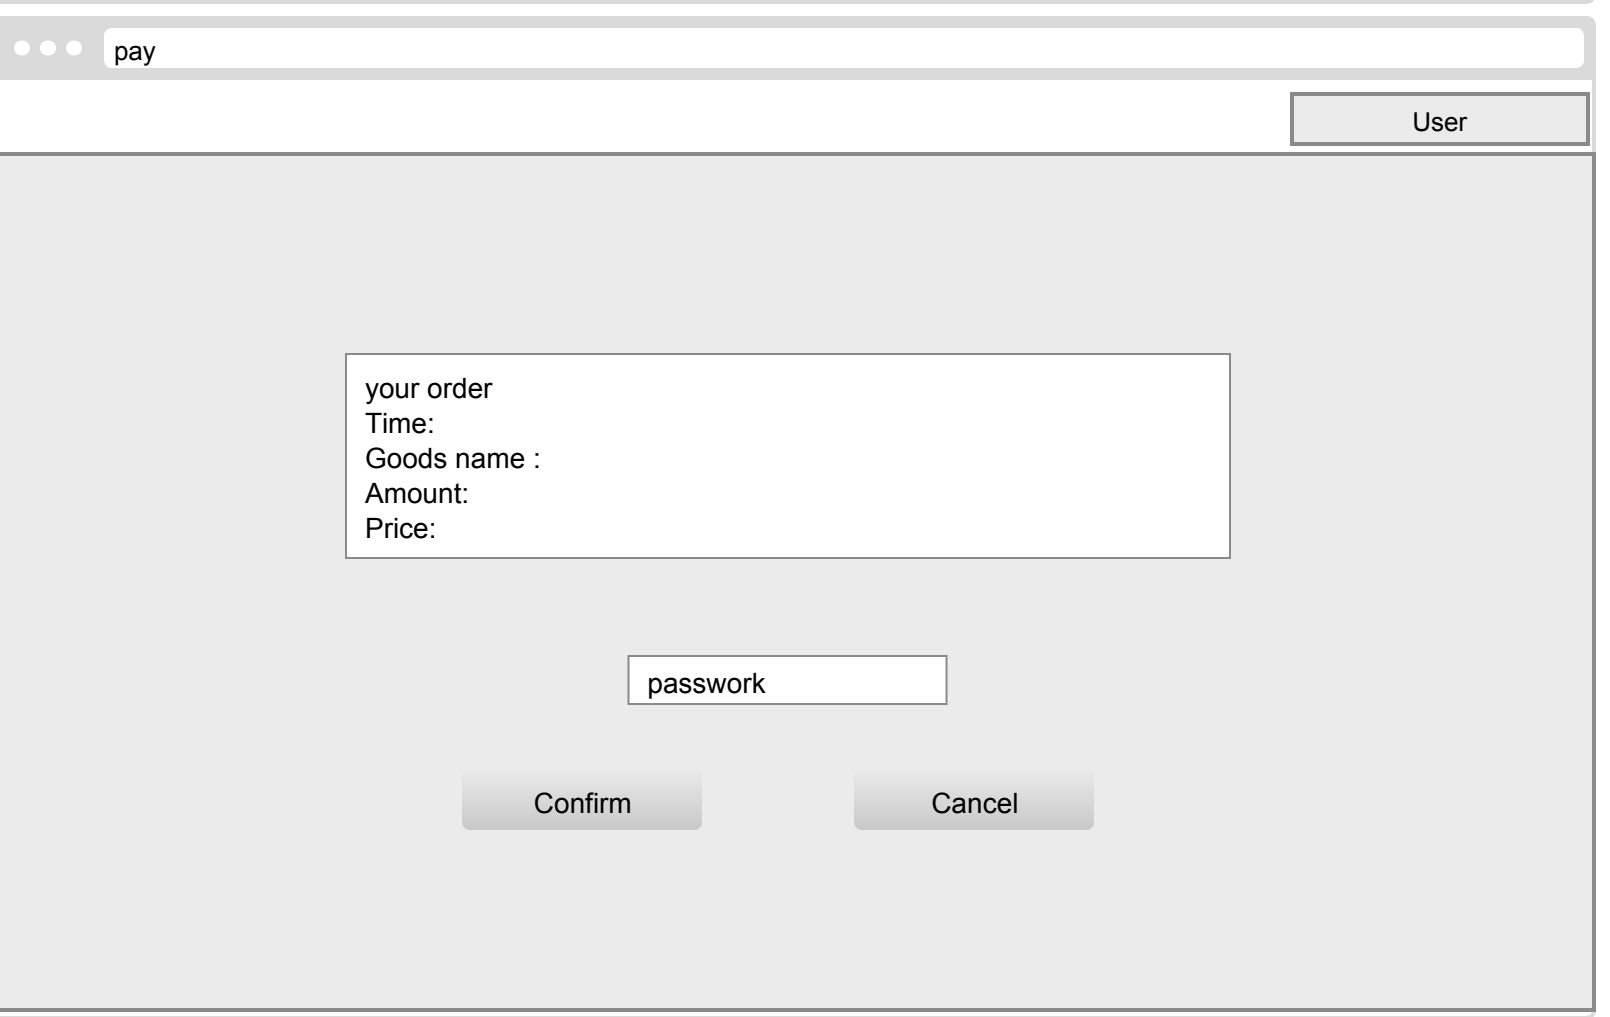 pay
User
your order
Time:
Goods name :
Amount:
Price:
passwork
Confirm
Cancel